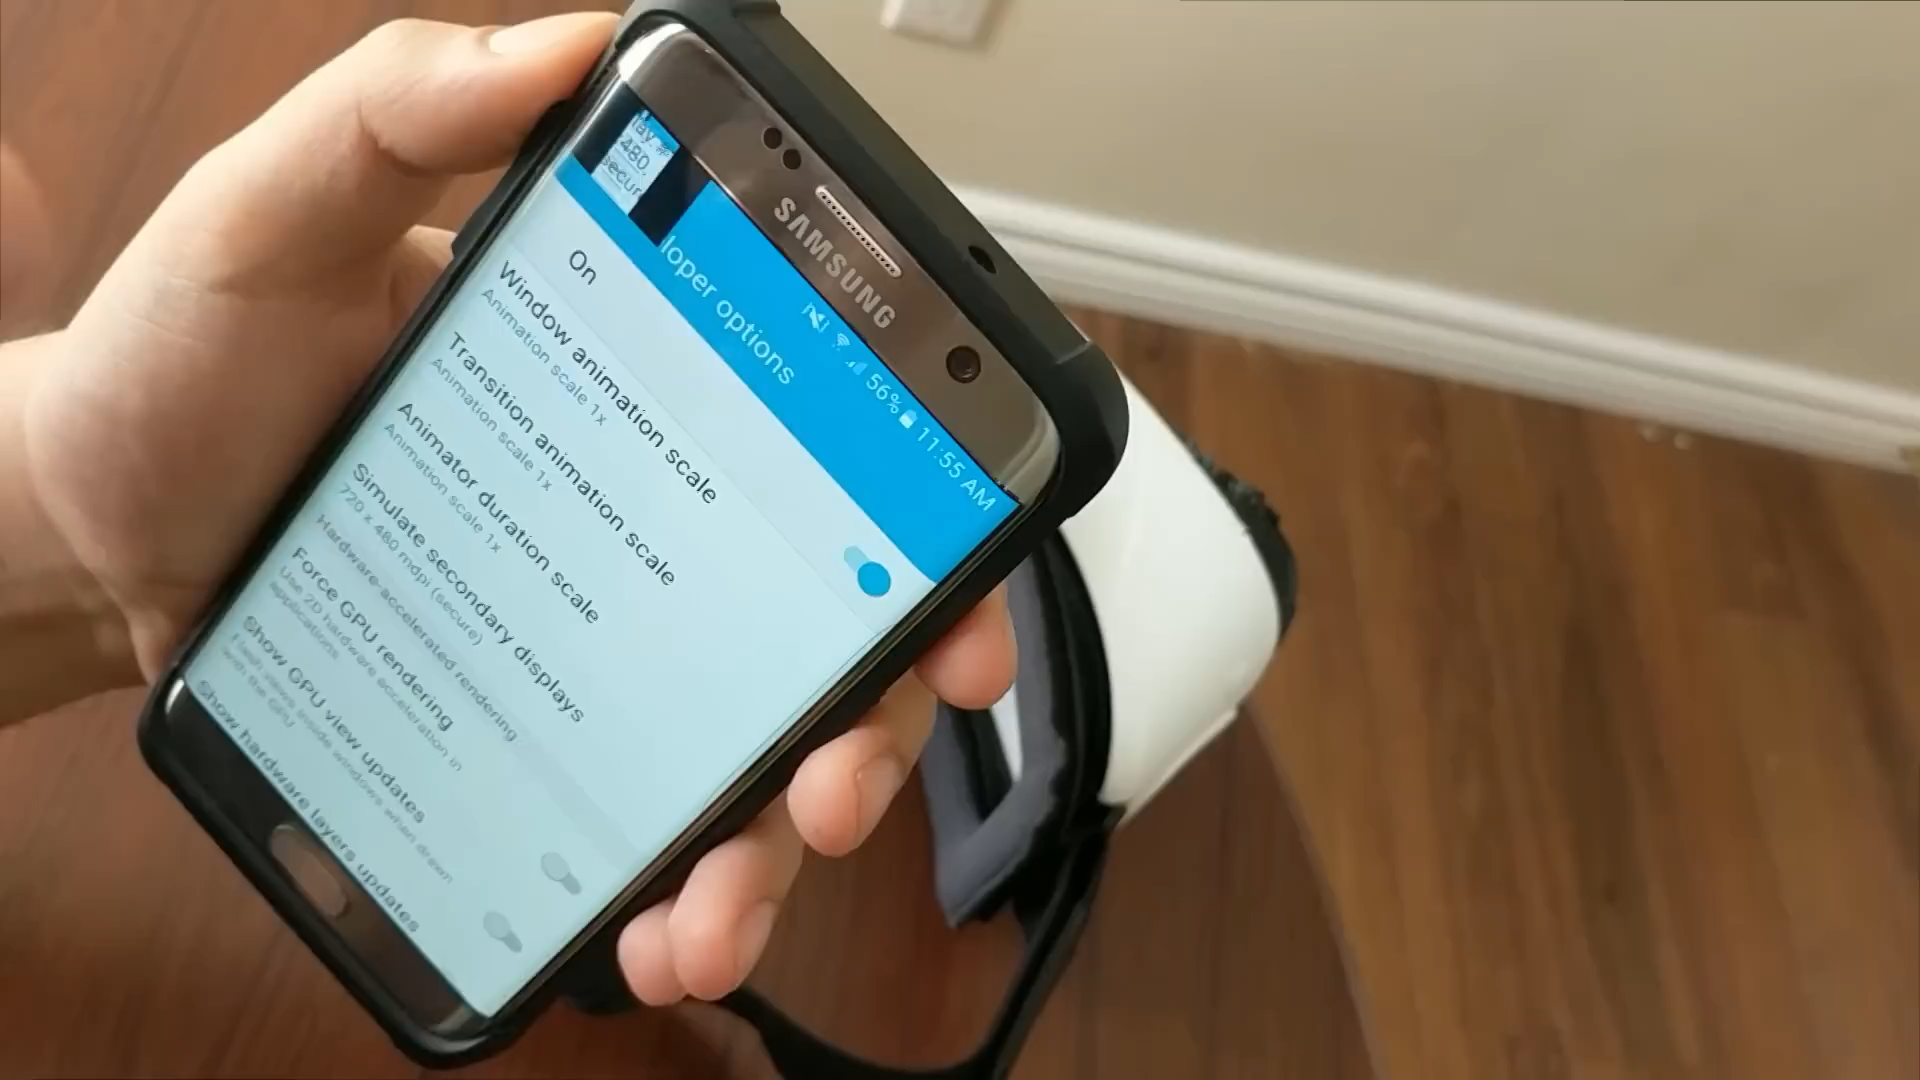 SAMSUNG
lay.
480.
secur
56% 11:55 AM
loper options
On
Window animation scale
Animation scale 1x
Transition animation scale
Animation scale 1x
Animator duration scale
Animation scale 1x
Simulate secondary displays
720 x 480 mdpi (secure)
Hardware-accelerated rendering
Force GPU rendering
Use 2D hardware acceleration in
applications
Show GPU view updates
Flash views inside windows when drawn
with the GPU
Show hardware layers updates